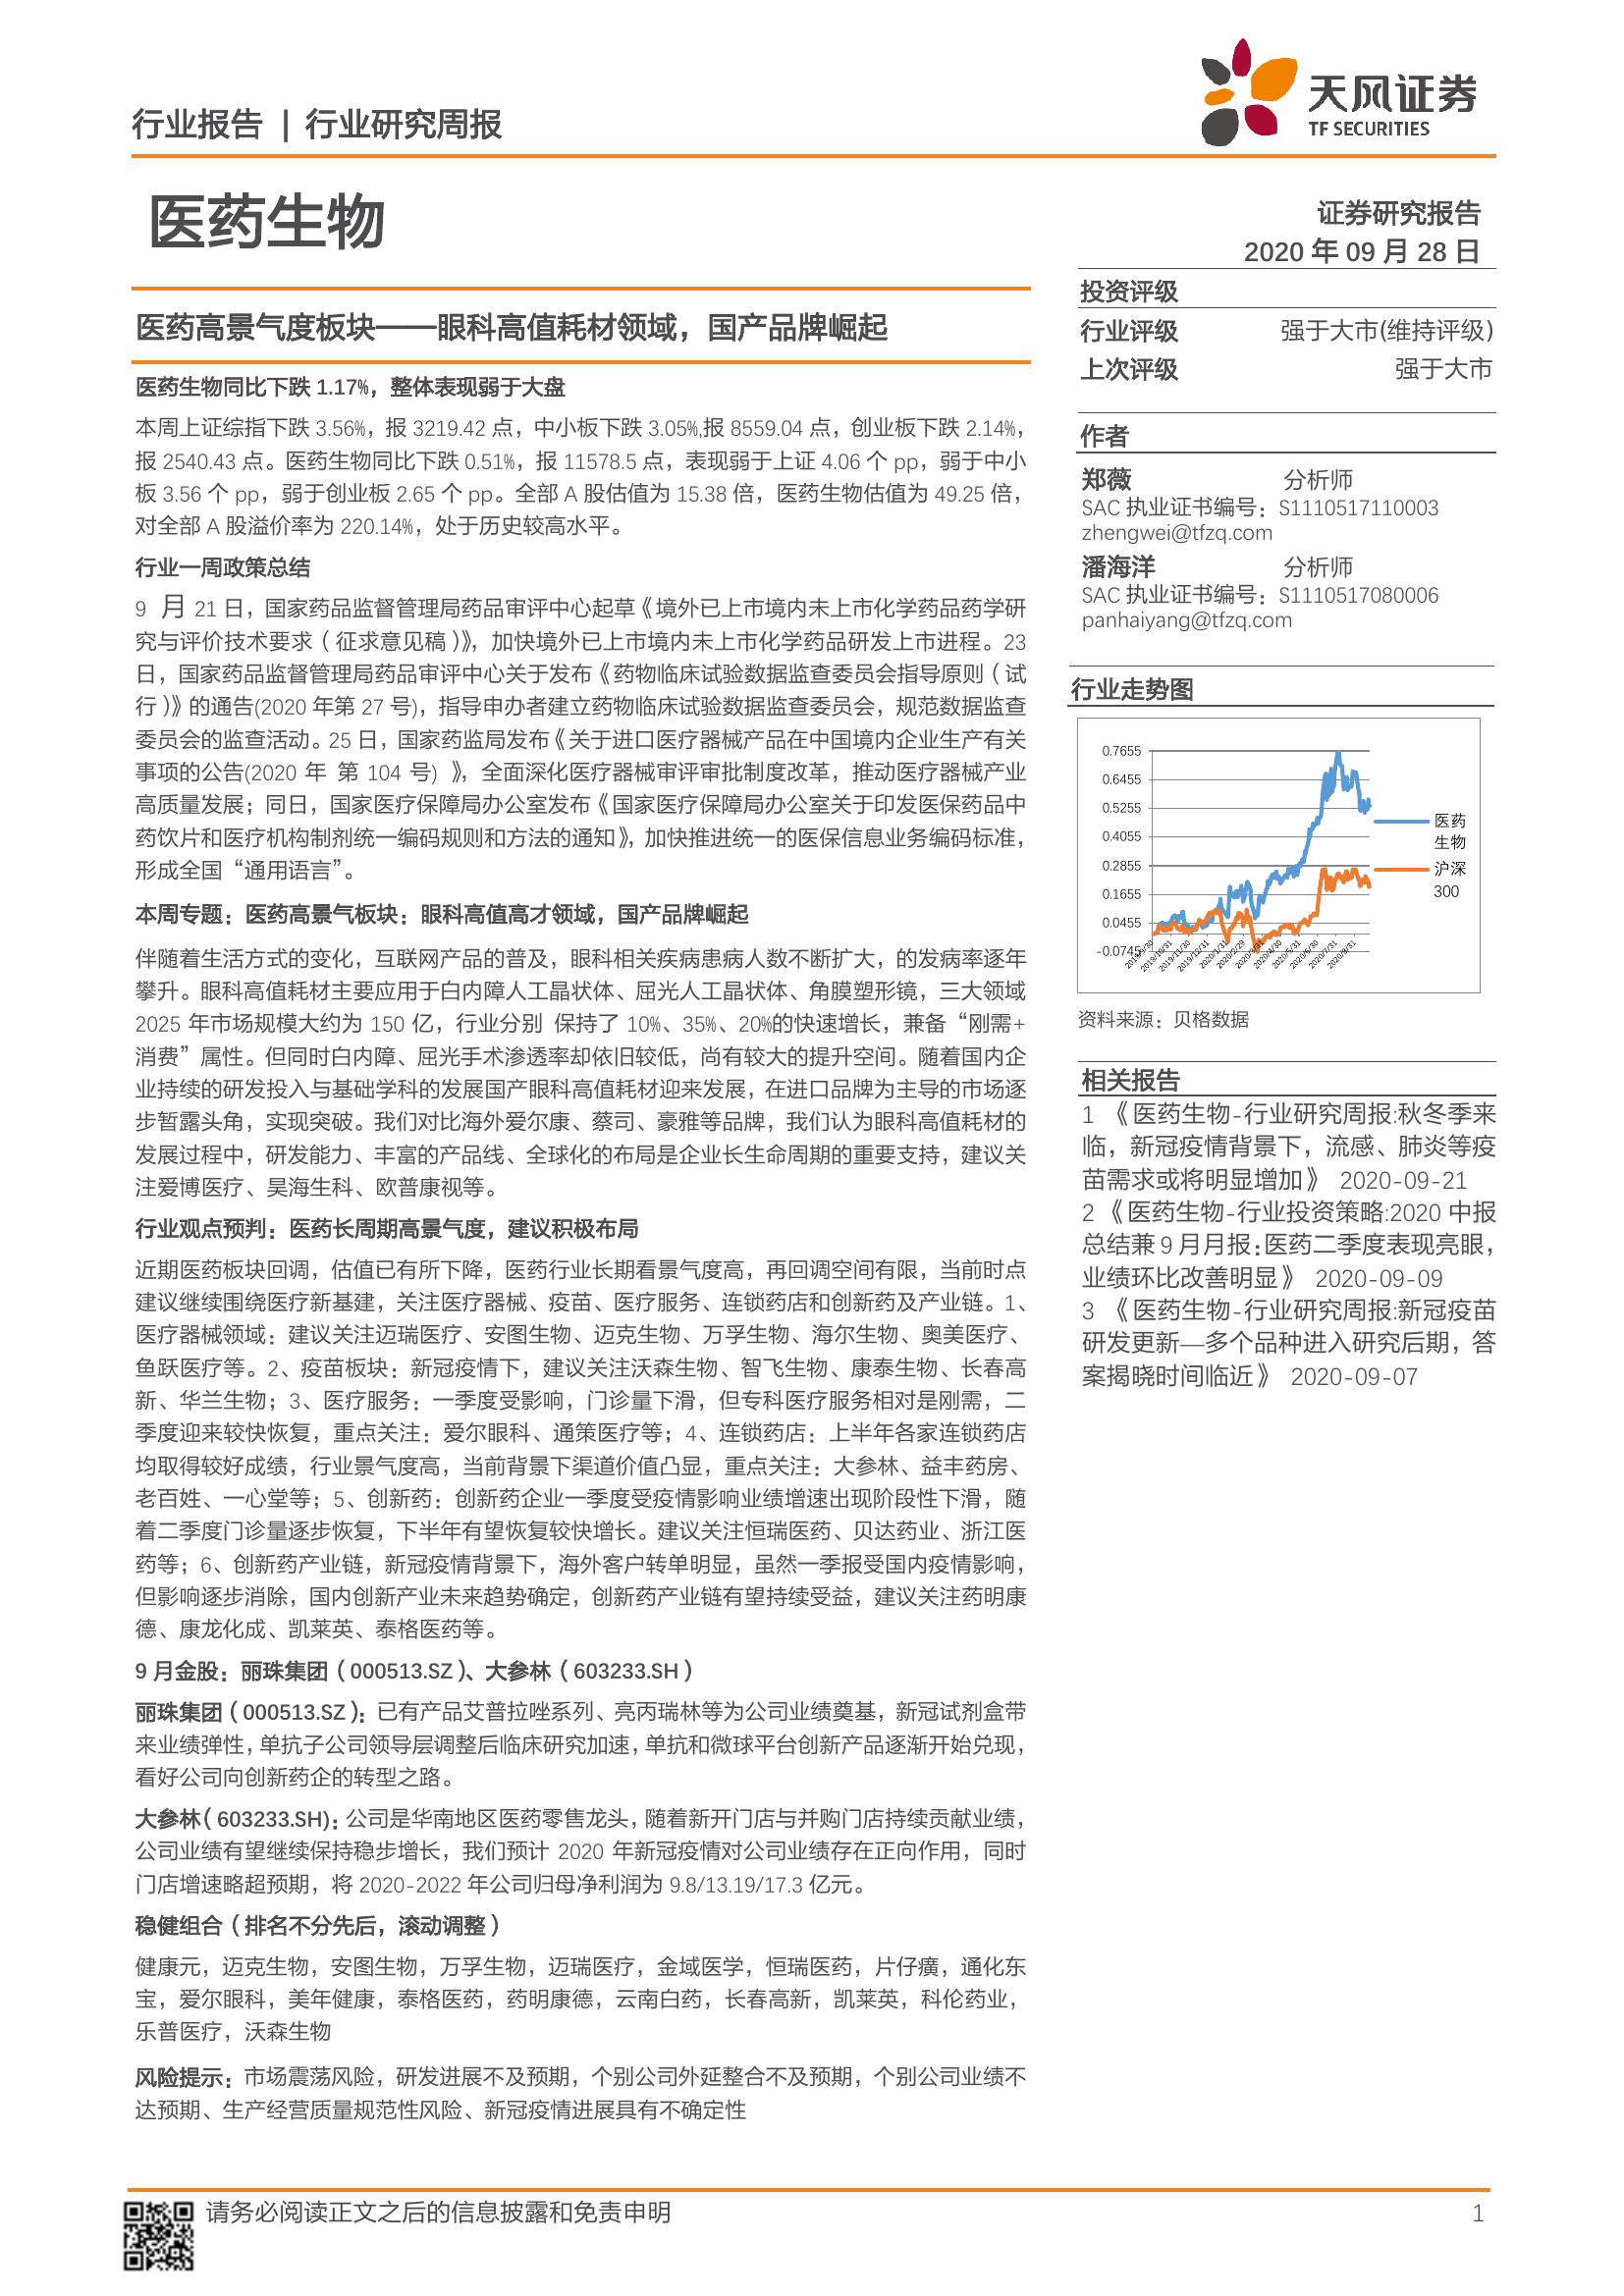 行业报告 | 行业研究周报
天风证券
TF SECURITIES
医药生物
证券研究报告
2020 年 09 月 28 日
医药高景气度板块——眼科高值耗材领域，国产品牌崛起
医药生物同比下跌 1.17%，整体表现弱于大盘
本周上证综指下跌 3.56%，报 3219.42 点，中小板下跌 3.05%,报 8559.04 点，创业板下跌 2.14%，
报 2540.43 点。医药生物同比下跌 0.51%，报 11578.5 点，表现弱于上证 4.06 个 pp，弱于中小
板 3.56 个 pp，弱于创业板 2.65 个 pp。全部 A 股估值为 15.38 倍，医药生物估值为 49.25 倍，
对全部 A 股溢价率为 220.14%，处于历史较高水平。
行业一周政策总结
9 月 21 日，国家药品监督管理局药品审评中心起草《境外已上市境内未上市化学药品药学研
究与评价技术要求（征求意见稿）》，加快境外已上市境内未上市化学药品研发上市进程。23
日，国家药品监督管理局药品审评中心关于发布《药物临床试验数据监查委员会指导原则（试
行）》的通告(2020 年第 27 号)，指导申办者建立药物临床试验数据监查委员会，规范数据监查
委员会的监查活动。25 日，国家药监局发布《关于进口医疗器械产品在中国境内企业生产有关
事项的公告(2020 年 第 104 号) 》，全面深化医疗器械审评审批制度改革，推动医疗器械产业
高质量发展；同日，国家医疗保障局办公室发布《国家医疗保障局办公室关于印发医保药品中
药饮片和医疗机构制剂统一编码规则和方法的通知》，加快推进统一的医保信息业务编码标准，
形成全国“通用语言”。
本周专题：医药高景气板块：眼科高值高才领域，国产品牌崛起
伴随着生活方式的变化，互联网产品的普及，眼科相关疾病患病人数不断扩大，的发病率逐年
攀升。眼科高值耗材主要应用于白内障人工晶状体、屈光人工晶状体、角膜塑形镜，三大领域
2025 年市场规模大约为 150 亿，行业分别 保持了 10%、35%、20%的快速增长，兼备“刚需+
消费”属性。但同时白内障、屈光手术渗透率却依旧较低，尚有较大的提升空间。随着国内企
业持续的研发投入与基础学科的发展国产眼科高值耗材迎来发展，在进口品牌为主导的市场逐
步暂露头角，实现突破。我们对比海外爱尔康、蔡司、豪雅等品牌，我们认为眼科高值耗材的
发展过程中，研发能力、丰富的产品线、全球化的布局是企业长生命周期的重要支持，建议关
注爱博医疗、昊海生科、欧普康视等。
行业观点预判：医药长周期高景气度，建议积极布局
近期医药板块回调，估值已有所下降，医药行业长期看景气度高，再回调空间有限，当前时点
建议继续围绕医疗新基建，关注医疗器械、疫苗、医疗服务、连锁药店和创新药及产业链。1、
医疗器械领域：建议关注迈瑞医疗、安图生物、迈克生物、万孚生物、海尔生物、奥美医疗、
鱼跃医疗等。2、疫苗板块：新冠疫情下，建议关注沃森生物、智飞生物、康泰生物、长春高
新、华兰生物；3、医疗服务：一季度受影响，门诊量下滑，但专科医疗服务相对是刚需，二
季度迎来较快恢复，重点关注：爱尔眼科、通策医疗等；4、连锁药店：上半年各家连锁药店
均取得较好成绩，行业景气度高，当前背景下渠道价值凸显，重点关注：大参林、益丰药房、
老百姓、一心堂等；5、创新药：创新药企业一季度受疫情影响业绩增速出现阶段性下滑，随
着二季度门诊量逐步恢复，下半年有望恢复较快增长。建议关注恒瑞医药、贝达药业、浙江医
药等；6、创新药产业链，新冠疫情背景下，海外客户转单明显，虽然一季报受国内疫情影响，
但影响逐步消除，国内创新产业未来趋势确定，创新药产业链有望持续受益，建议关注药明康
德、康龙化成、凯莱英、泰格医药等。
9 月金股：丽珠集团（000513.SZ）、大参林（603233.SH）
丽珠集团（000513.SZ）：已有产品艾普拉唑系列、亮丙瑞林等为公司业绩奠基，新冠试剂盒带
来业绩弹性，单抗子公司领导层调整后临床研究加速，单抗和微球平台创新产品逐渐开始兑现，
看好公司向创新药企的转型之路。
大参林（603233.SH)：公司是华南地区医药零售龙头，随着新开门店与并购门店持续贡献业绩，
公司业绩有望继续保持稳步增长，我们预计 2020 年新冠疫情对公司业绩存在正向作用，同时
门店增速略超预期，将 2020-2022 年公司归母净利润为 9.8/13.19/17.3 亿元。
稳健组合（排名不分先后，滚动调整）
健康元，迈克生物，安图生物，万孚生物，迈瑞医疗，金域医学，恒瑞医药，片仔癀，通化东
宝，爱尔眼科，美年健康，泰格医药，药明康德，云南白药，长春高新，凯莱英，科伦药业，
乐普医疗，沃森生物
风险提示：市场震荡风险，研发进展不及预期，个别公司外延整合不及预期，个别公司业绩不
达预期、生产经营质量规范性风险、新冠疫情进展具有不确定性
投资评级
行业评级 强于大市(维持评级)
上次评级 强于大市
作者
郑薇 分析师
SAC 执业证书编号：S1110517110003
zhengwei@tfzq.com
潘海洋 分析师
SAC 执业证书编号：S1110517080006
panhaiyang@tfzq.com
行业走势图
0.7655
0.6455
0.5255
0.4055
0.2855
0.1655
0.0455
-0.0745
2019/9/30
2019/10/31
2019/11/30
2019/12/31
2020/1/31
2020/2/29
2020/3/31
2020/4/30
2020/5/31
2020/6/30
2020/7/31
2020/8/31
医药
生物
沪深
300
资料来源：贝格数据
相关报告
1 《医药生物-行业研究周报:秋冬季来
临，新冠疫情背景下，流感、肺炎等疫
苗需求或将明显增加》 2020-09-21
2 《医药生物-行业投资策略:2020 中报
总结兼 9 月月报：医药二季度表现亮眼，
业绩环比改善明显》 2020-09-09
3 《医药生物-行业研究周报:新冠疫苗
研发更新—多个品种进入研究后期，答
案揭晓时间临近》 2020-09-07
请务必阅读正文之后的信息披露和免责申明
1